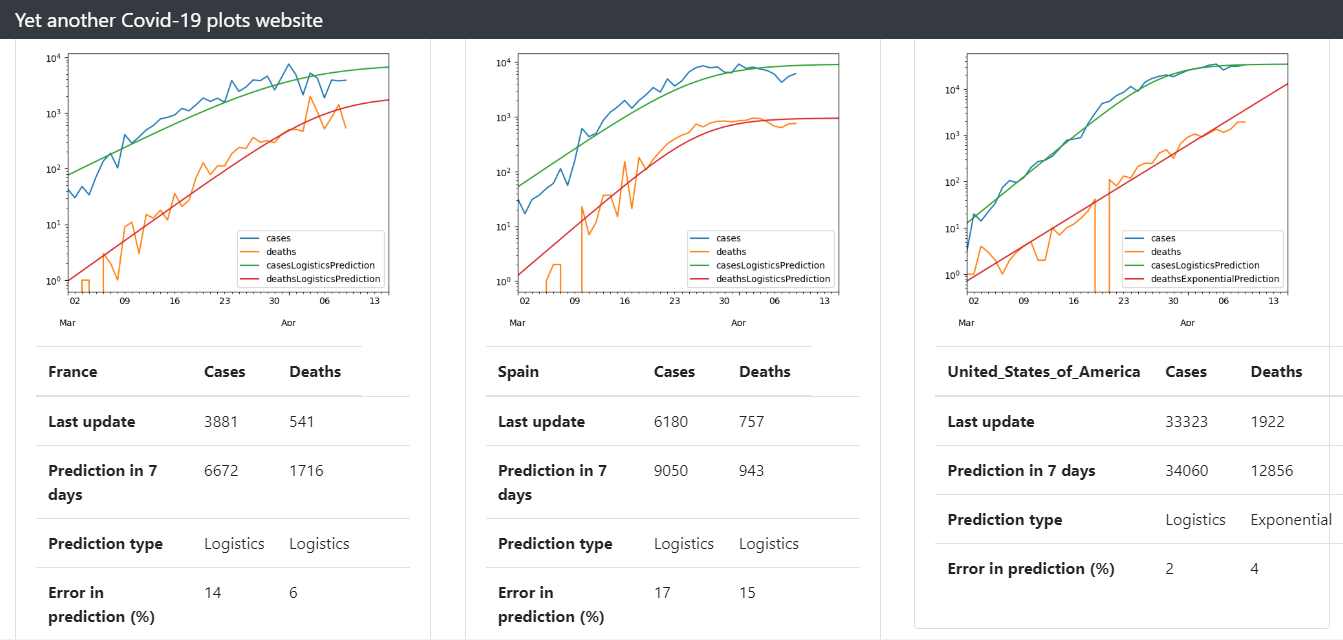 Yet another Covid-19 plots website
10^4
10^3
10^2
10^1
10^0
cases
deaths
casesLogisticsPrediction
deathsLogisticsPrediction
02 09 16 23 30 06 13
Mar Apr
France Cases Deaths
Last update 3881 541
Prediction in 7 6672 1716
days
Prediction type Logistics Logistics
Error in 14 6
prediction (%)
10^4
10^3
10^2
10^1
10^0
cases
deaths
casesLogisticsPrediction
deathsLogisticsPrediction
02 09 16 23 30 06 13
Mar Apr
Spain Cases Deaths
Last update 6180 757
Prediction in 7 9050 943
days
Prediction type Logistics Logistics
Error in 17 15
prediction (%)
10^4
10^3
10^2
10^1
10^0
cases
deaths
casesLogisticsPrediction
deathsExponentialPrediction
02 09 16 23 30 06 13
Mar Apr
United_States_of_America Cases Deaths
Last update 33323 1922
Prediction in 7 days 34060 12856
Prediction type Logistics Exponential
Error in prediction (%) 2 4